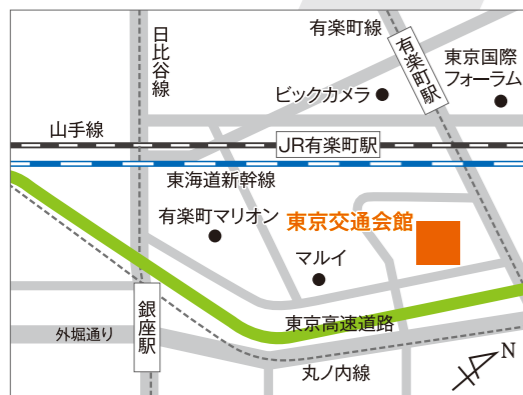 日比谷線
有楽町線
有楽町駅
東京国際
フォーラム
ビックカメラ
山手線
JR有楽町駅
東海道新幹線
有楽町マリオン
東京交通会館
マルイ
銀座駅
外堀通り
東京高速道路
丸ノ内線
N